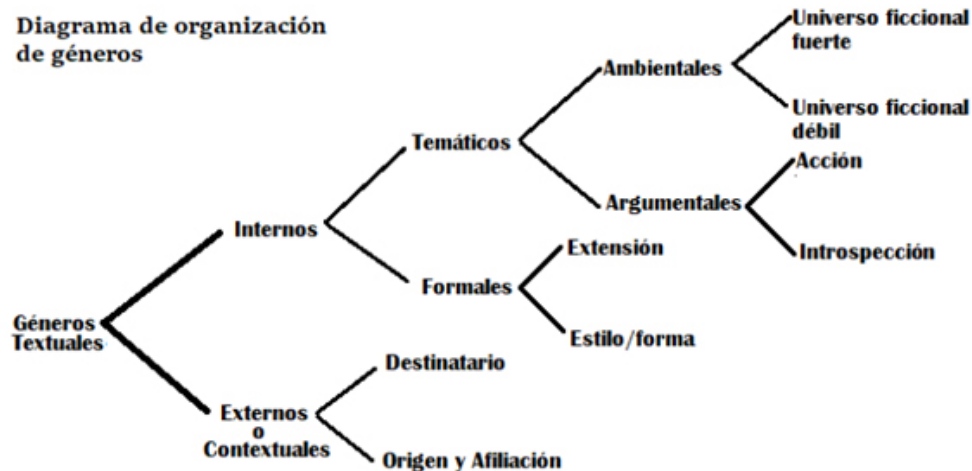 Diagrama de organización
de géneros
Universo ficcional
fuerte
Ambientales
Universo ficcional
débil
Temáticos
Acción
Argumentales
Internos
Extensión
Introspección
Formales
Géneros
Textuales
Estilo/forma
Destinatario
Externos
o
Contextuales
Origen y Afiliación